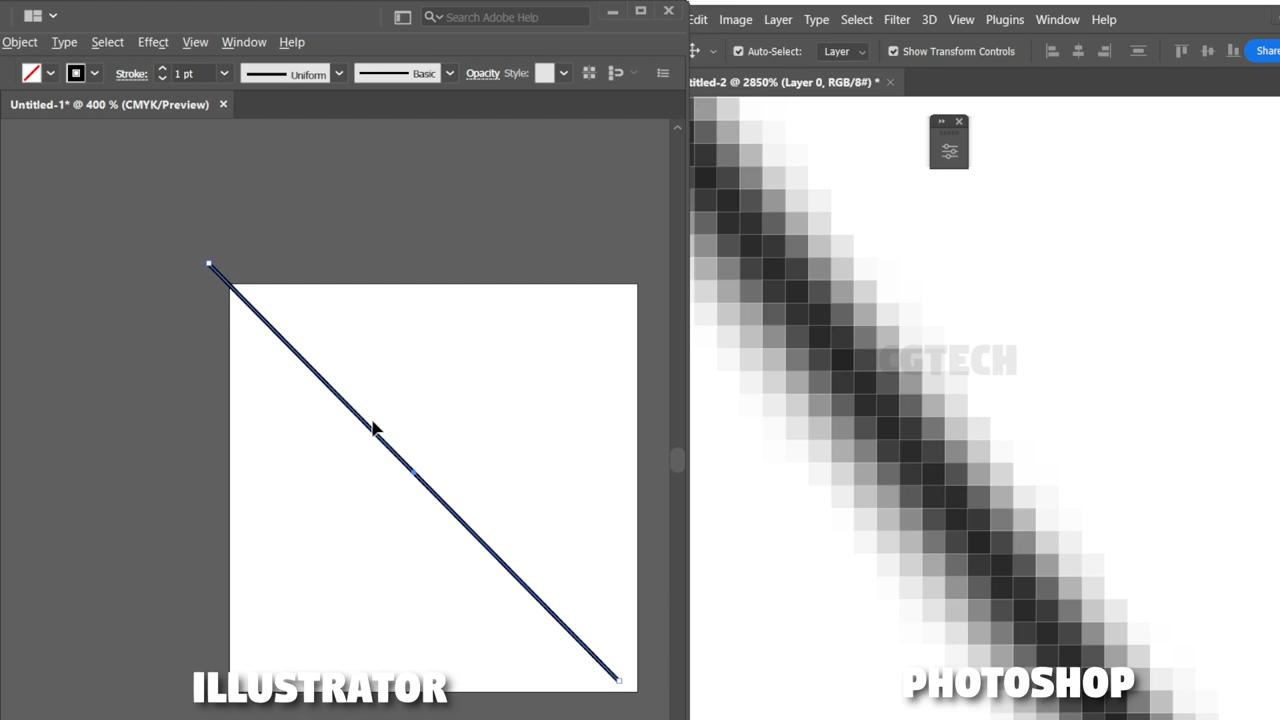 Search Adobe Help
Object Type Select Effect View Window Help
Stroke: 1 pt Uniform Basic Opacity Style:
Untitled-1* @ 400 % (CMYK/Preview) ×
ILLUSTRATOR
Edit Image Layer Type Select Filter 3D View Plugins Window Help
Auto-Select: Layer Show Transform Controls Share
titled-2 @ 2850% (Layer 0, RGB/8#) * ×
CGTECH
PHOTOSHOP